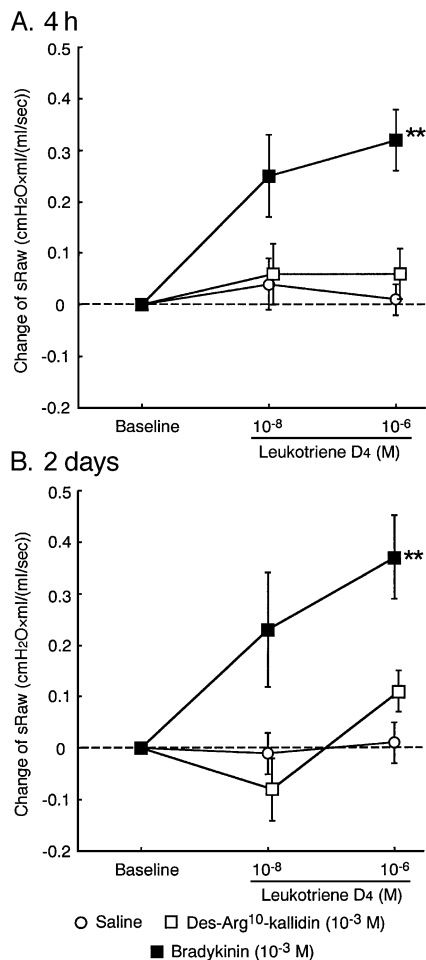 A. 4 h
Change of sRaw (cmH2O×ml/(ml/sec))
0.5
0.4
0.3
0.2
0.1
0
-0.1
-0.2
**
Baseline
10-8
10-6
Leukotriene D4 (M)
B. 2 days
Change of sRaw (cmH2O×ml/(ml/sec))
0.5
0.4
0.3
0.2
0.1
0
-0.1
-0.2
**
Baseline
10-8
10-6
Leukotriene D4 (M)
Saline Des-Arg10-kallidin (10-3 M)
Bradykinin (10-3 M)